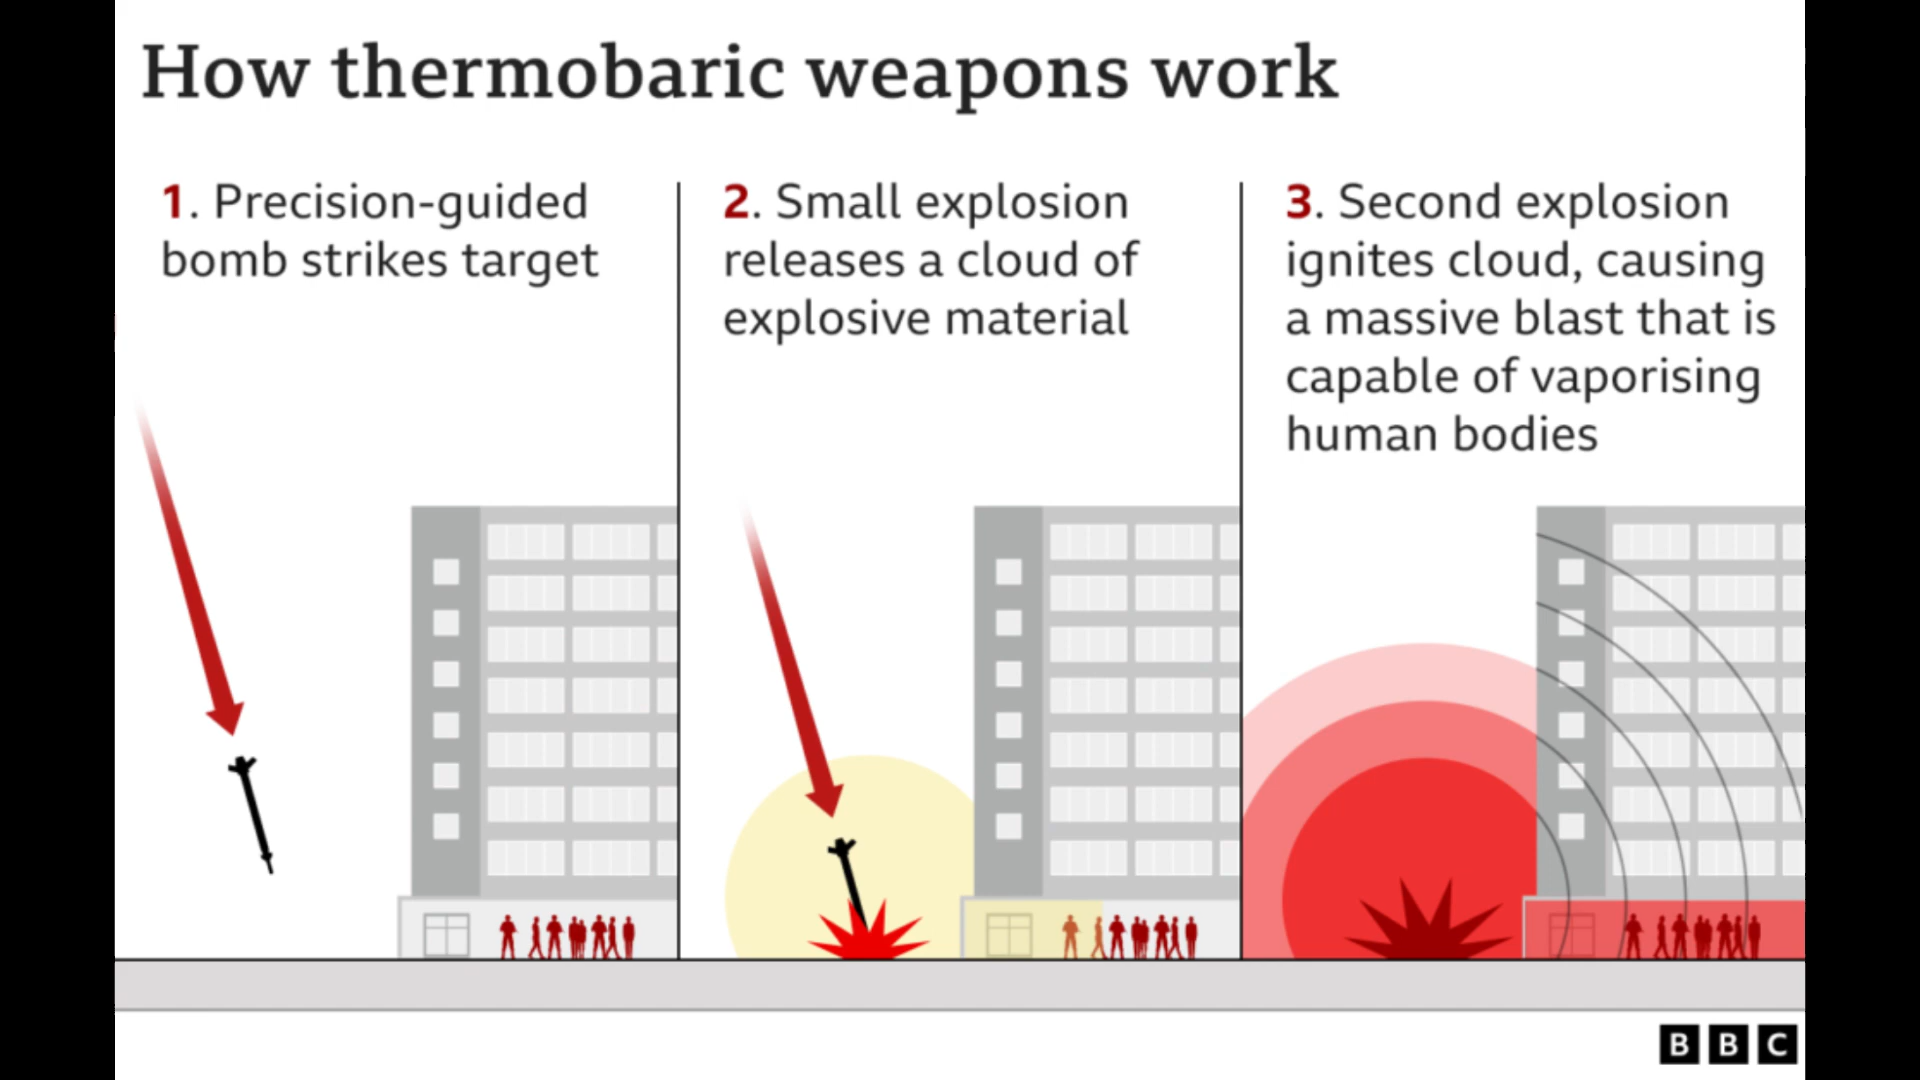 How thermobaric weapons work
1. Precision-guided
bomb strikes target
2. Small explosion
releases a cloud of
explosive material
3. Second explosion
ignites cloud, causing
a massive blast that is
capable of vaporising
human bodies
BBC